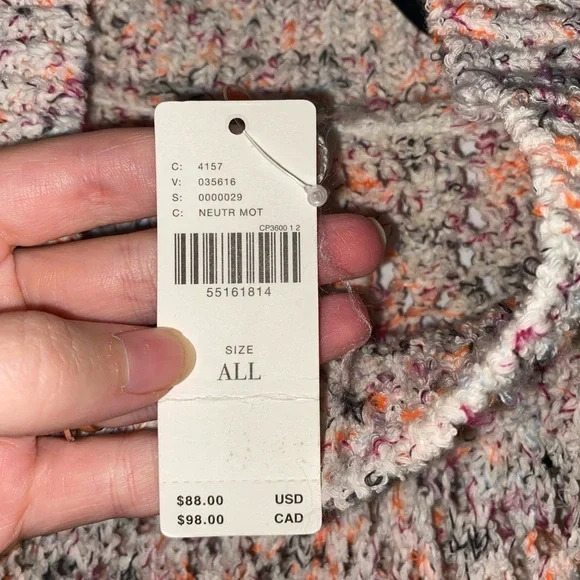 C: 4157
V: 035616
S: 0000029
C: NEUTR MOT
CP3600 1 2
55161814
SIZE
ALL
$88.00 USD
$98.00 CAD